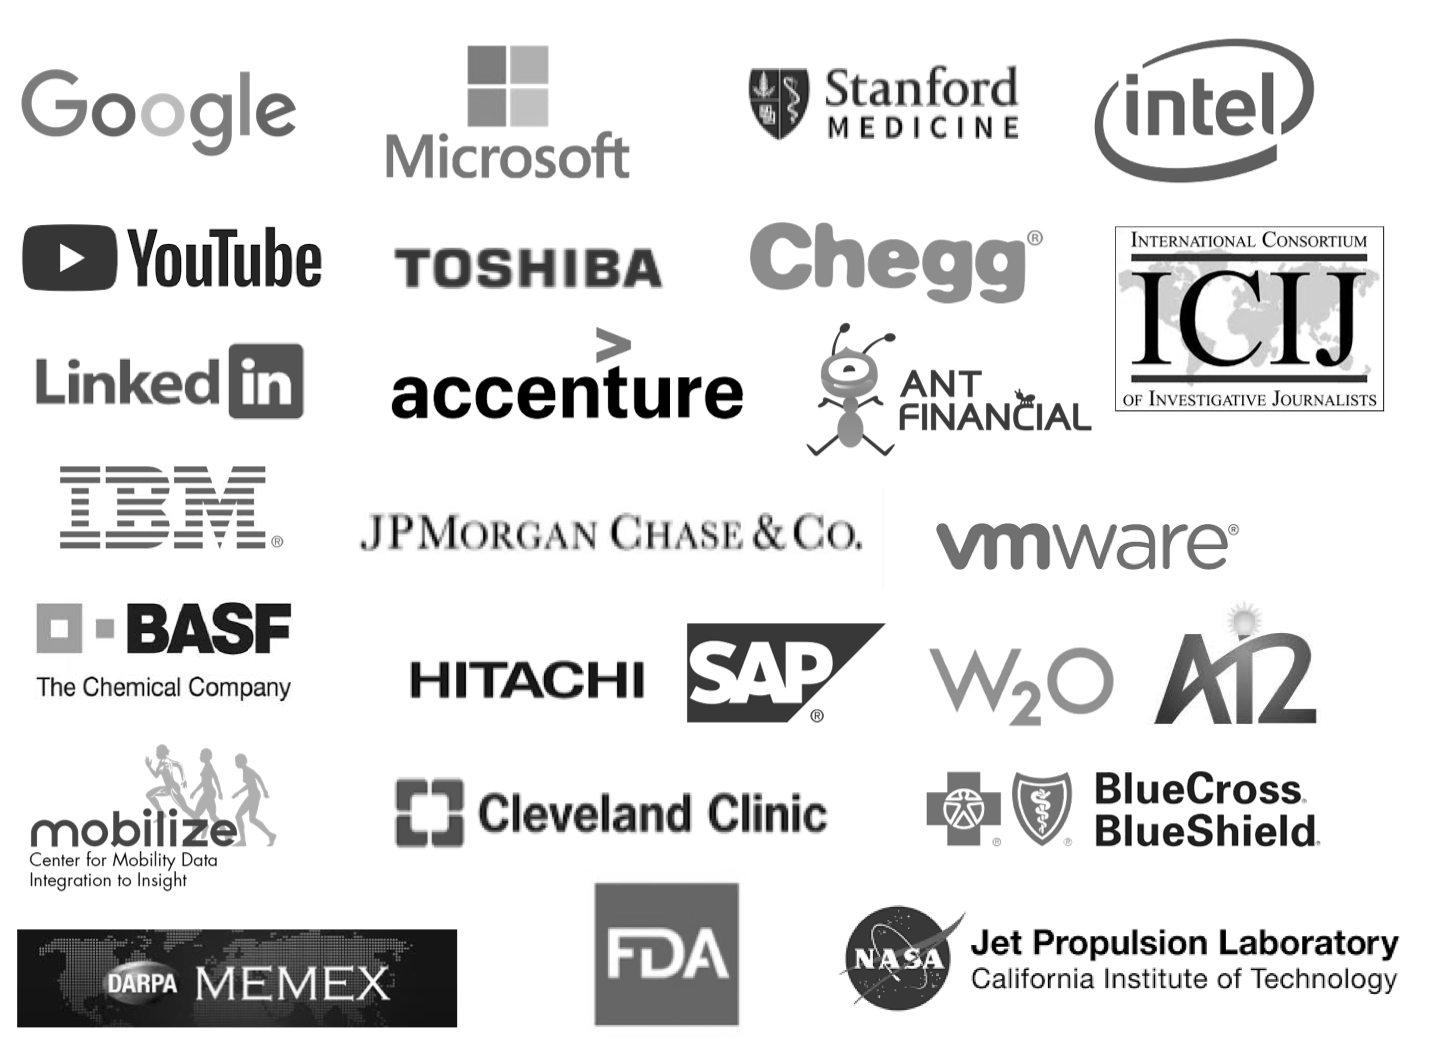 Google
Microsoft
Stanford
MEDICINE
intel
YouTube
TOSHIBA
Chegg®
INTERNATIONAL CONSORTIUM
ICIJ
OF INVESTIGATIVE JOURNALISTS
Linked in
>
accenture
ANT
FINANCIAL
IBM®
JPMORGAN CHASE & CO.
vmware®
BASF
The Chemical Company
HITACHI
SAP®
W2O
AI2
mobilize
Center for Mobility Data
Integration to Insight
Cleveland Clinic
® ®
BlueCross®
BlueShield®
DARPA MEMEX
FDA
NASA
Jet Propulsion Laboratory
California Institute of Technology